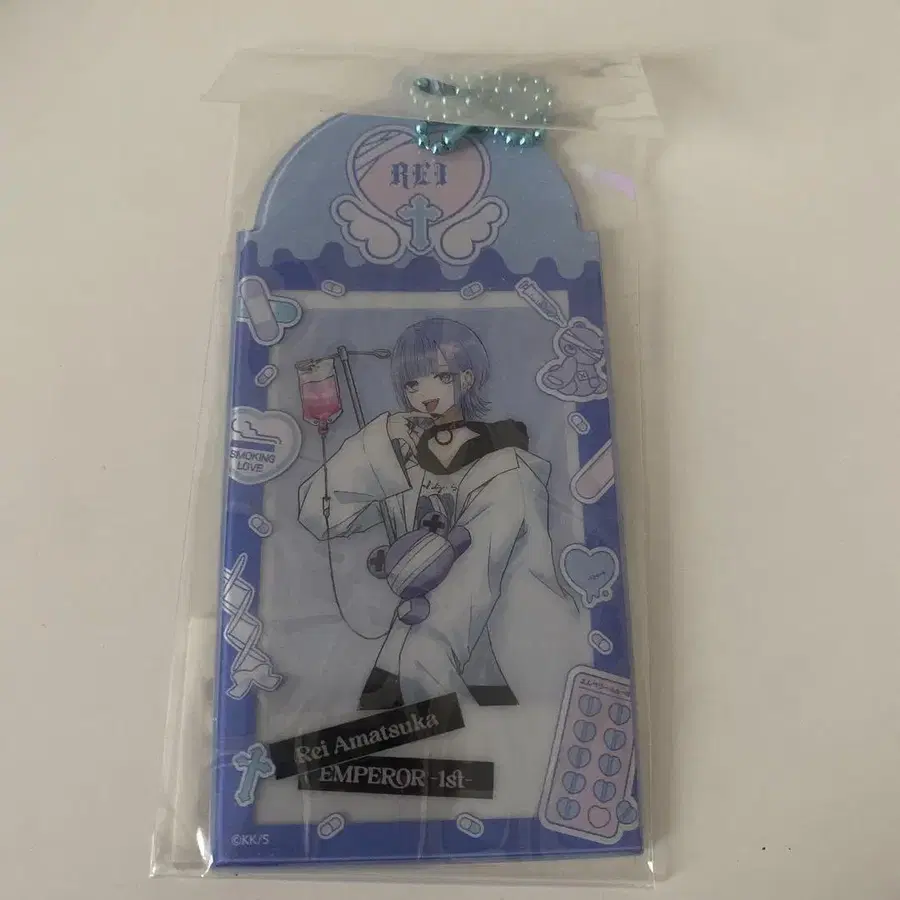 REI
SMOKING
LOVE
Rei Amatsuka
EMPEROR -1st-
©KK/S